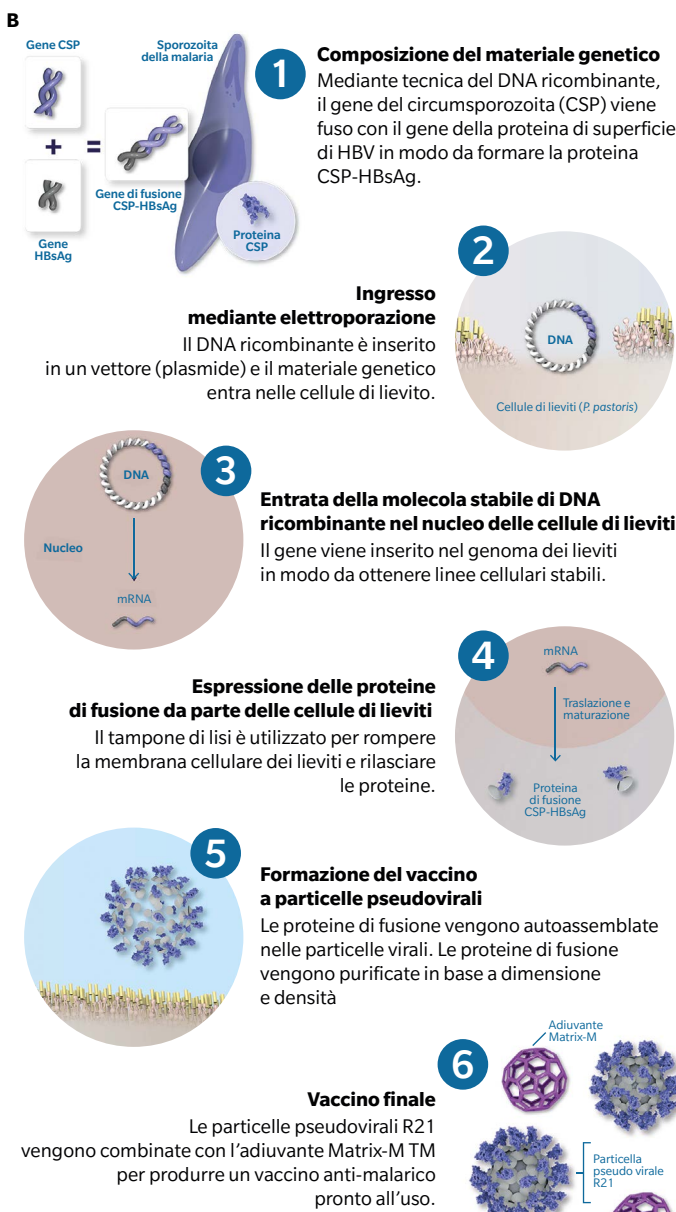 B
Gene CSP
Sporozoita
della malaria
+
=
Gene di fusione
CSP-HBsAg
Gene
HBsAg
Proteina
CSP
1
Composizione del materiale genetico
Mediante tecnica del DNA ricombinante,
il gene del circumsporozoita (CSP) viene
fuso con il gene della proteina di superficie
di HBV in modo da formare la proteina
CSP-HBsAg.
2
Ingresso
mediante elettroporazione
Il DNA ricombinante è inserito
in un vettore (plasmide) e il materiale genetico
entra nelle cellule di lievito.
DNA
Cellule di lieviti (P. pastoris)
3
DNA
Nucleo
mRNA
Entrata della molecola stabile di DNA
ricombinante nel nucleo delle cellule di lieviti
Il gene viene inserito nel genoma dei lieviti
in modo da ottenere linee cellulari stabili.
4
Espressione delle proteine
di fusione da parte delle cellule di lieviti
Il tampone di lisi è utilizzato per rompere
la membrana cellulare dei lieviti e rilasciare
le proteine.
mRNA
Traslazione e
maturazione
Proteina
di fusione
CSP-HBsAg
5
Formazione del vaccino
a particelle pseudovirali
Le proteine di fusione vengono autoassemblate
nelle particelle virali. Le proteine di fusione
vengono purificate in base a dimensione
e densità
6
Adiuvante
Matrix-M
Vaccino finale
Le particelle pseudovirali R21
vengono combinate con l'adiuvante Matrix-M TM
per produrre un vaccino anti-malarico
pronto all'uso.
Particella
pseudo virale
R21